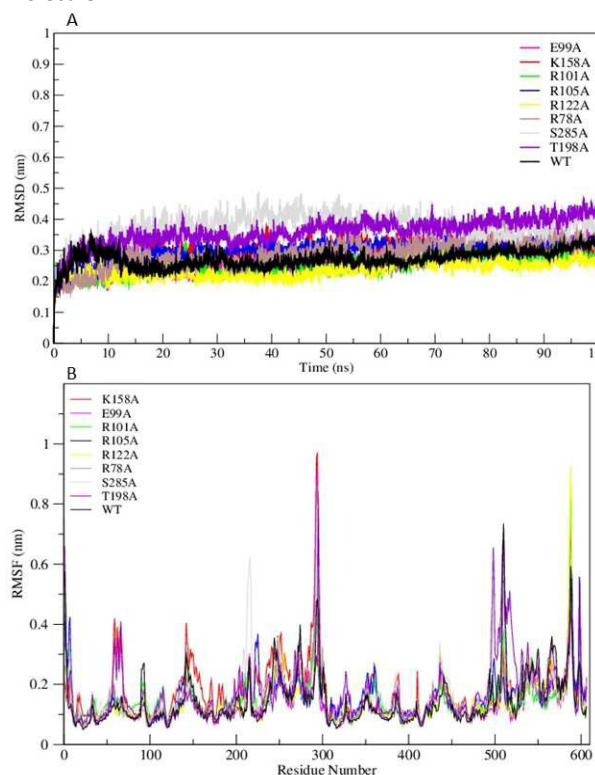 A
1
0.9
0.8
0.7
0.6
0.5
0.4
0.3
0.2
0.1
0
RMSD (nm)
E99A
K158A
R101A
R105A
R122A
R78A
S285A
T198A
WT
0 10 20 30 40 50 60 70 80 90 100
Time (ns)
B
1
0.8
0.6
0.4
0.2
0
RMSF (nm)
K158A
E99A
R101A
R105A
R122A
R78A
S285A
T198A
WT
0 100 200 300 400 500 600
Residue Number